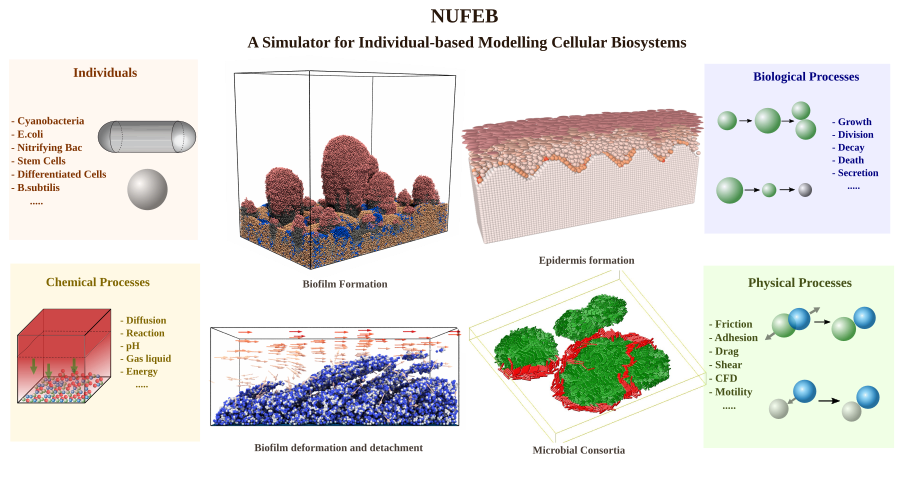 NUFEB
A Simulator for Individual-based Modelling Cellular Biosystems
Individuals
- Cyanobacteria
- E.coli
- Nitrifying Bac
- Stem Cells
- Differentiated Cells
- B.subtilis
.....
Biofilm Formation
Epidermis formation
Biological Processes
- Growth
- Division
- Decay
- Death
- Secretion
.....
Chemical Processes
- Diffusion
- Reaction
- pH
- Gas liquid
- Energy
.....
Biofilm deformation and detachment
Microbial Consortia
Physical Processes
- Friction
- Adhesion
- Drag
- Shear
- CFD
- Motility
.....